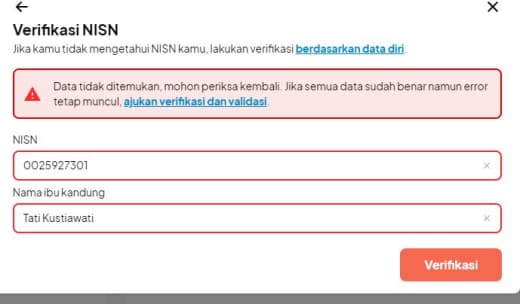 Verifikasi NISN
Jika kamu tidak mengetahui NISN kamu, lakukan verifikasi berdasarkan data diri.
Data tidak ditemukan, mohon periksa kembali. Jika semua data sudah benar namun error
tetap muncul, ajukan verifikasi dan validasi.
NISN
0025927301
Nama ibu kandung
Tati Kustiawati
Verifikasi